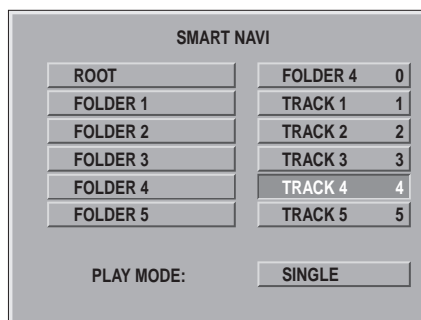 SMART NAVI
ROOT
FOLDER 1
FOLDER 2
FOLDER 3
FOLDER 4
FOLDER 5
FOLDER 4 0
TRACK 1 1
TRACK 2 2
TRACK 3 3
TRACK 4 4
TRACK 5 5
PLAY MODE: SINGLE